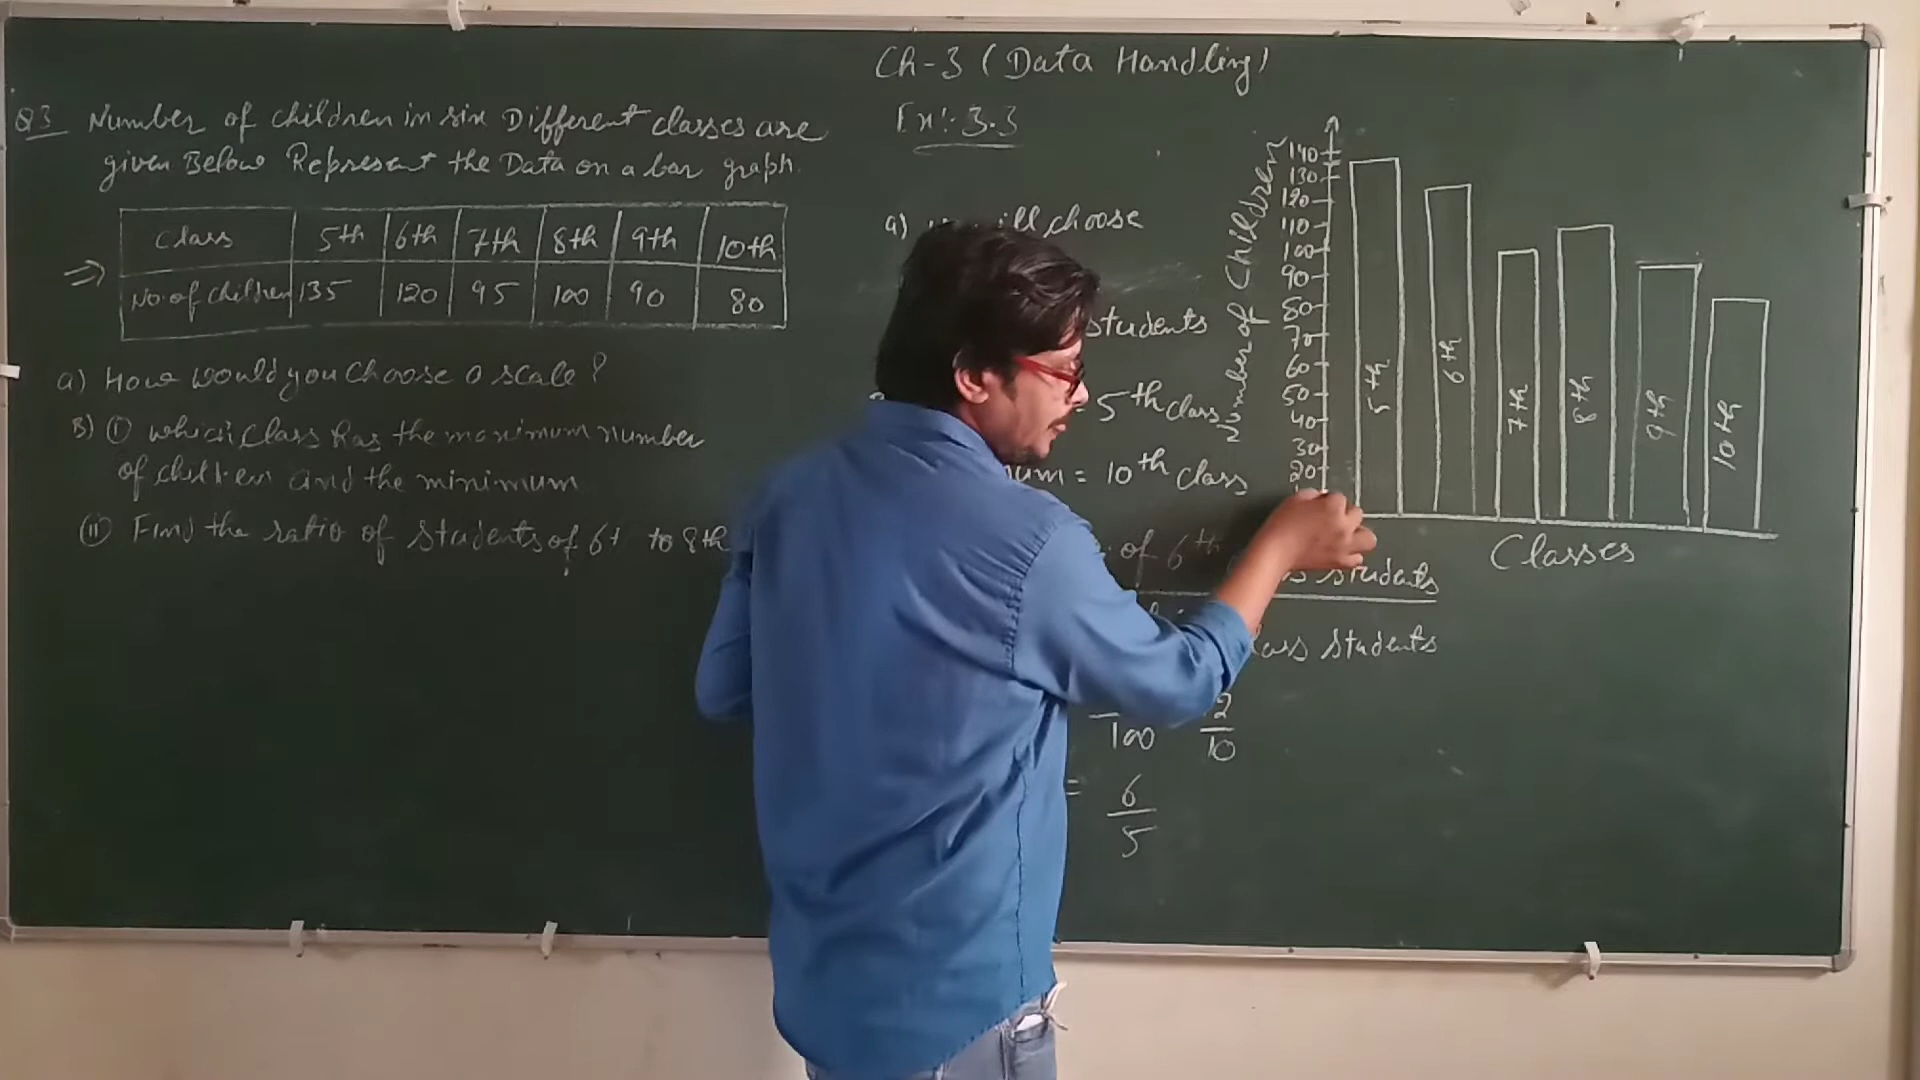 Ch-3 (Data Handling)
Ex!: 3.3
Q3 Number of children in six Different classes are
given Below Represent the Data on a bar graph.
Class 5th 6th 7th 8th 9th 10th
=> No. of children 135 120 95 100 90 80
a) How would you choose a scale?
B) (i) which class has the maximum number
of children and the minimum
(ii) Find the ratio of students of 6t to 8th
a) will choose
students
= 5th class
num = 10th class
of 6th students
students
100 10
= 6
5
Number of Children
140
130
120
110
100
90
80
70
60
50
40
30
20
5th 6th 7th 8th 9th 10th
Classes